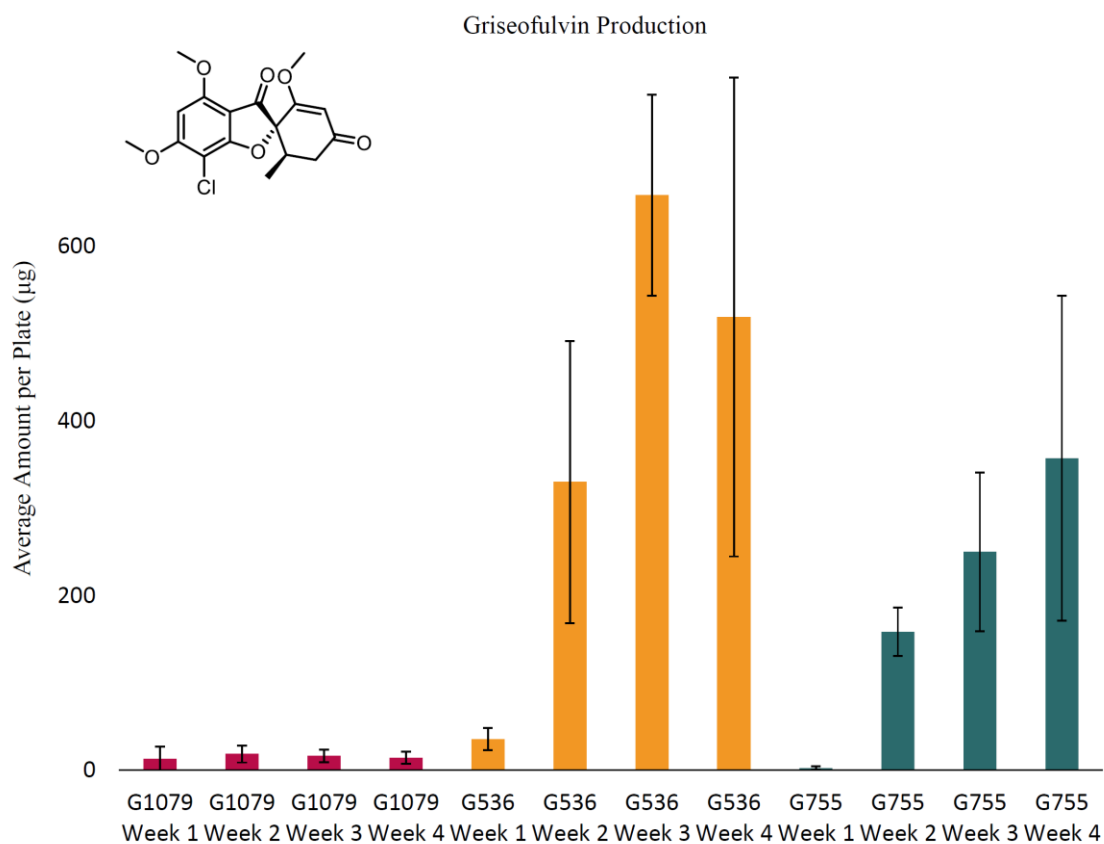 Griseofulvin Production
O
O
O
O
O
O
Cl
Average Amount per Plate (µg)
600
400
200
0
G1079 Week 1
G1079 Week 2
G1079 Week 3
G1079 Week 4
G536 Week 1
G536 Week 2
G536 Week 3
G536 Week 4
G755 Week 1
G755 Week 2
G755 Week 3
G755 Week 4